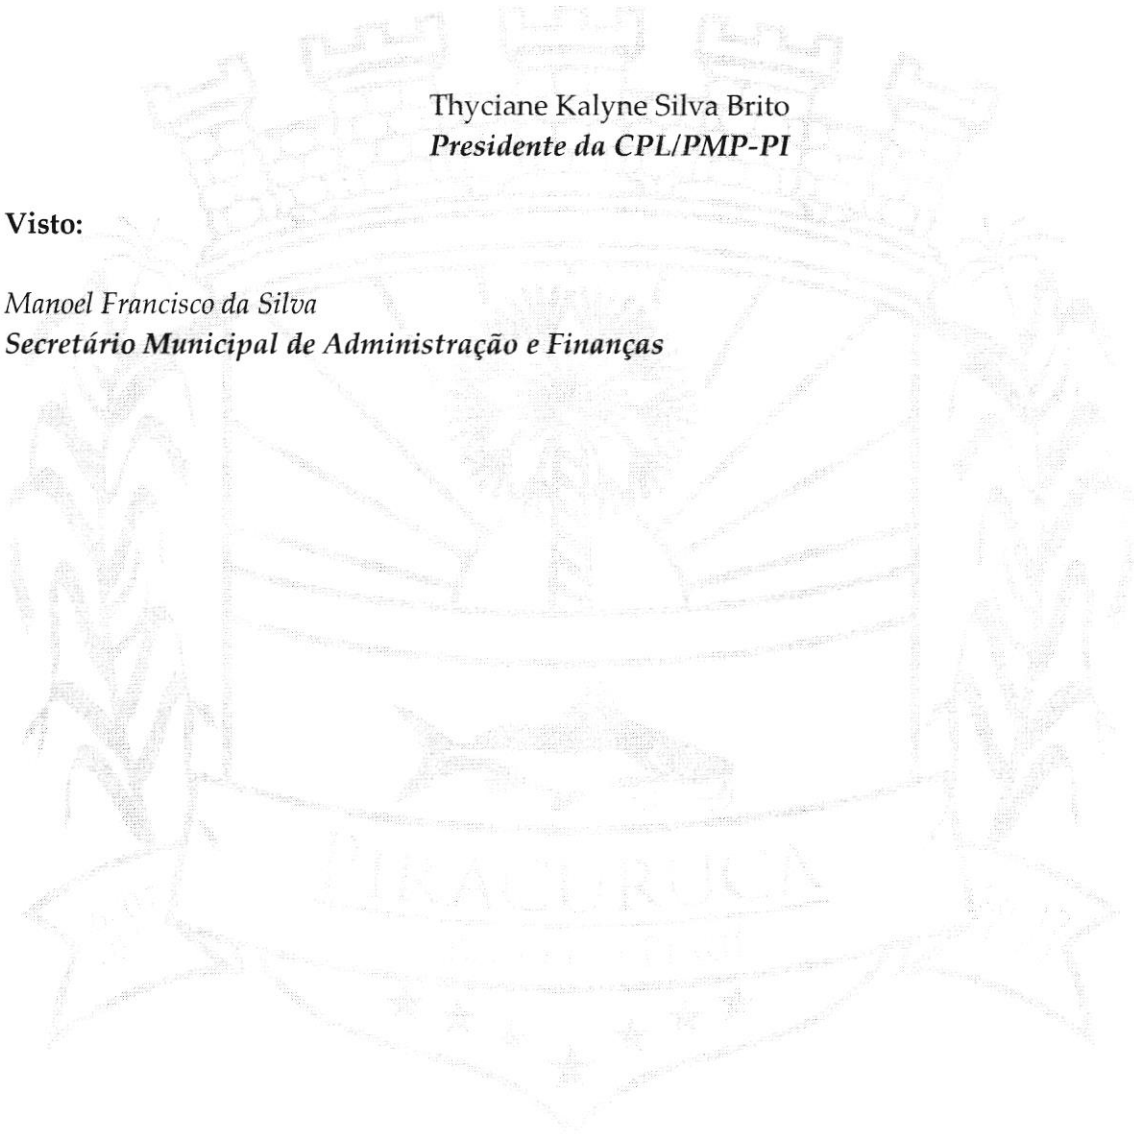 Thyciane Kalyne Silva Brito
Presidente da CPL/PMP-PI
Visto:
Manoel Francisco da Silva
Secretário Municipal de Administração e Finanças
PIRACURUCA